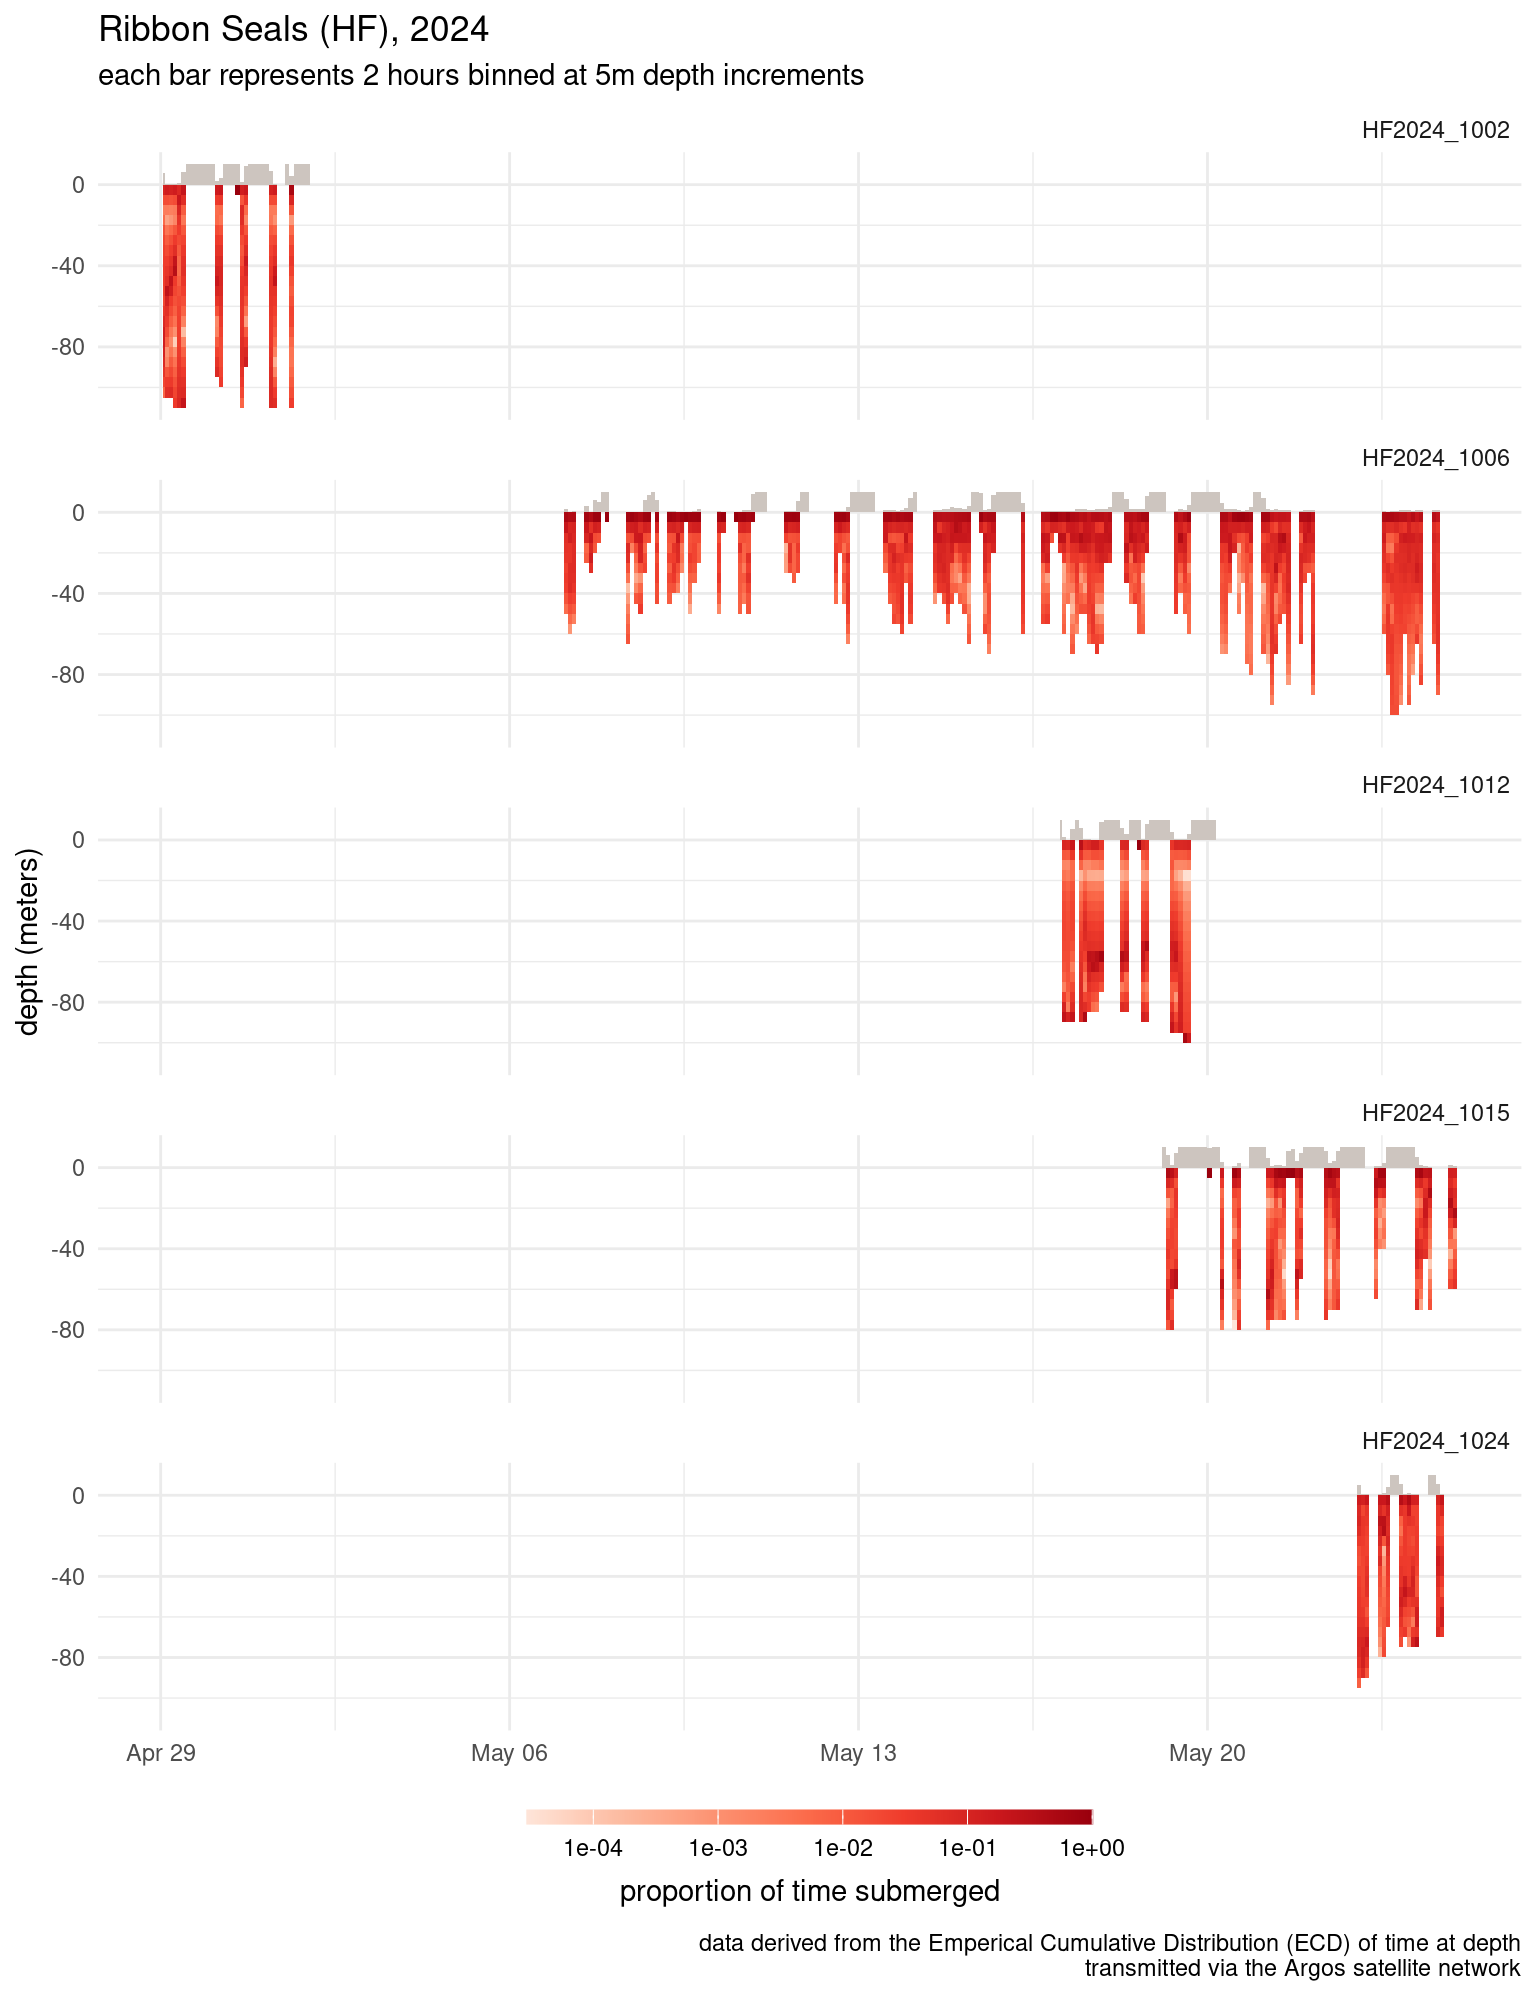 Ribbon Seals (HF), 2024
each bar represents 2 hours binned at 5m depth increments
HF2024_1002
0
-40
-80
HF2024_1006
0
-40
-80
HF2024_1012
0
-40
-80
depth (meters)
HF2024_1015
0
-40
-80
HF2024_1024
0
-40
-80
Apr 29 May 06 May 13 May 20
1e-04 1e-03 1e-02 1e-01 1e+00
proportion of time submerged
data derived from the Emperical Cumulative Distribution (ECD) of time at depth
transmitted via the Argos satellite network